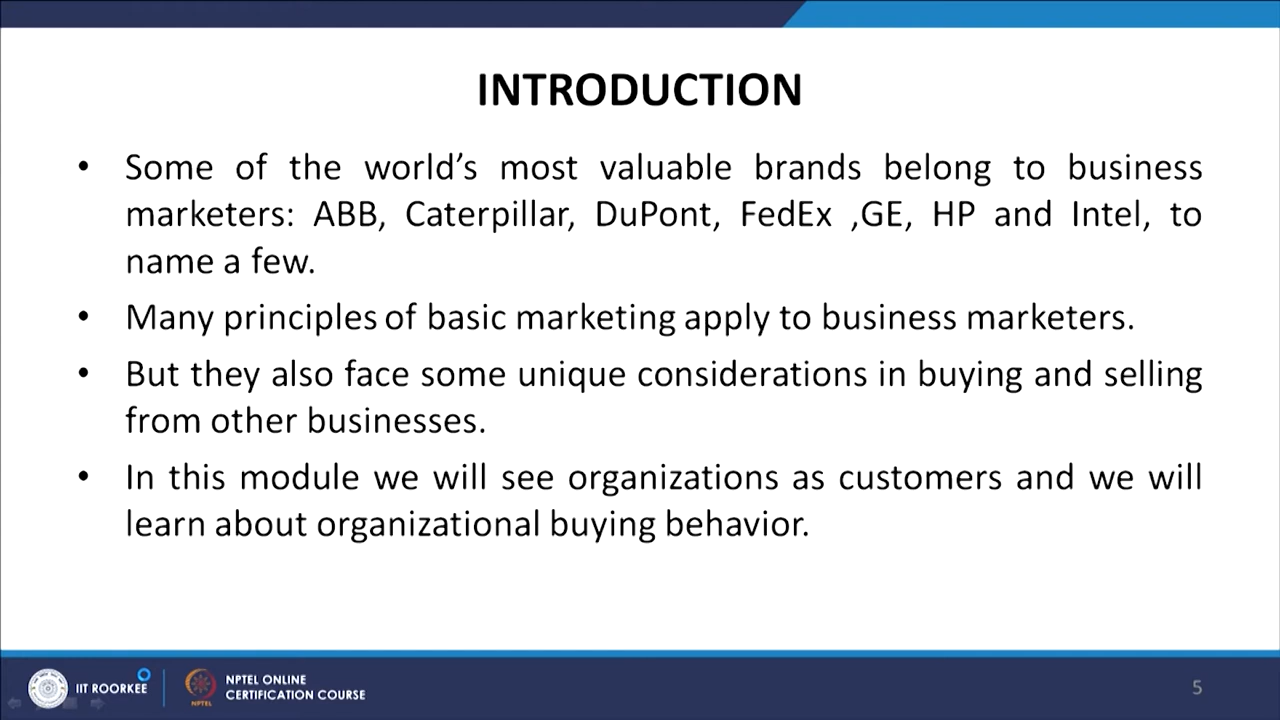 INTRODUCTION
• Some of the world’s most valuable brands belong to business
marketers: ABB, Caterpillar, DuPont, FedEx ,GE, HP and Intel, to
name a few.
• Many principles of basic marketing apply to business marketers.
• But they also face some unique considerations in buying and selling
from other businesses.
• In this module we will see organizations as customers and we will
learn about organizational buying behavior.
IIT ROORKEE
NPTEL
NPTEL ONLINE
CERTIFICATION COURSE
5